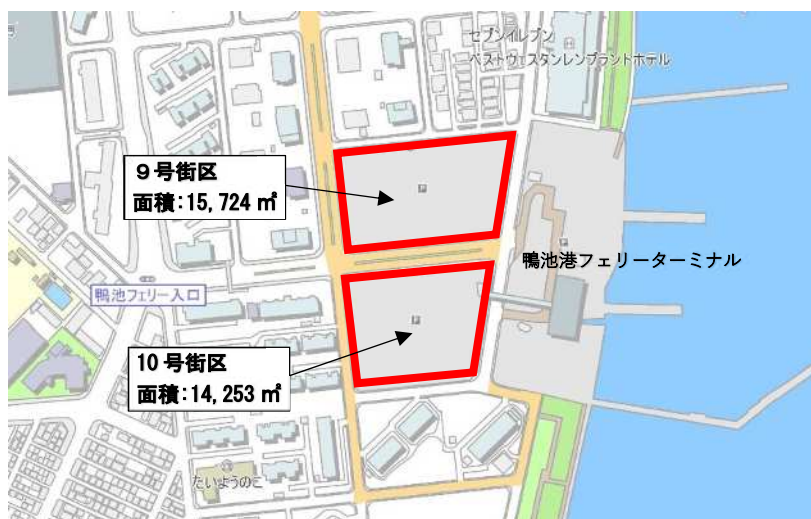 セブンイレブン
ベストウェスタンレンブラントホテル
9号街区
面積:15,724 ㎡
P
鴨池港フェリーターミナル
P
鴨池フェリー入口
P
10 号街区
面積:14,253 ㎡
たいようのこ